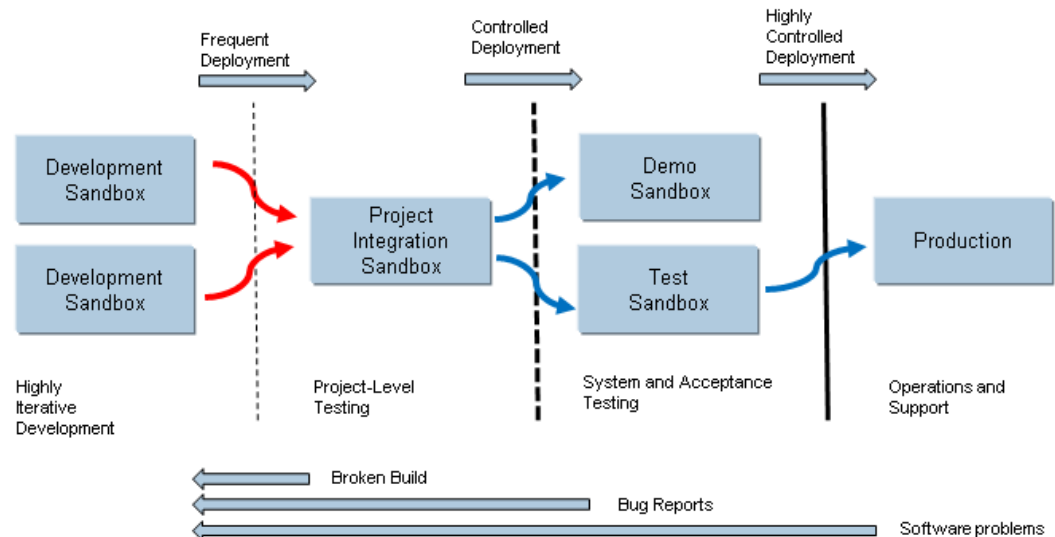 Frequent
Deployment
Controlled
Deployment
Highly
Controlled
Deployment
Development
Sandbox
Development
Sandbox
Project
Integration
Sandbox
Demo
Sandbox
Test
Sandbox
Production
Highly
Iterative
Development
Project-Level
Testing
System and Acceptance
Testing
Operations and
Support
Broken Build
Bug Reports
Software problems